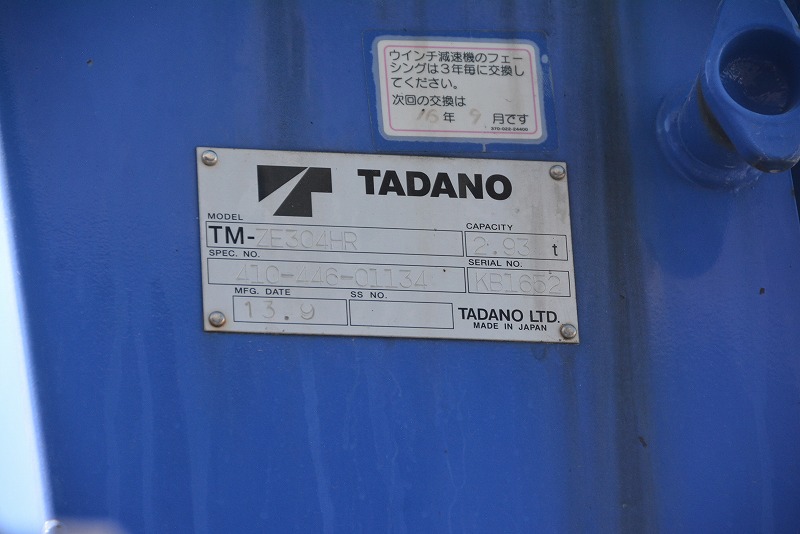 ウインチ減速機のフェー
シングは3年毎に交換し
てください。
次回の交換は
16年 9月です
370-022-24400
TADANO
MODEL
TM-ZE304HR
CAPACITY
2.93 t
SPEC. NO.
410-446-01134
SERIAL NO.
KB1652
MFG. DATE
13.9
SS NO.
TADANO LTD.
MADE IN JAPAN